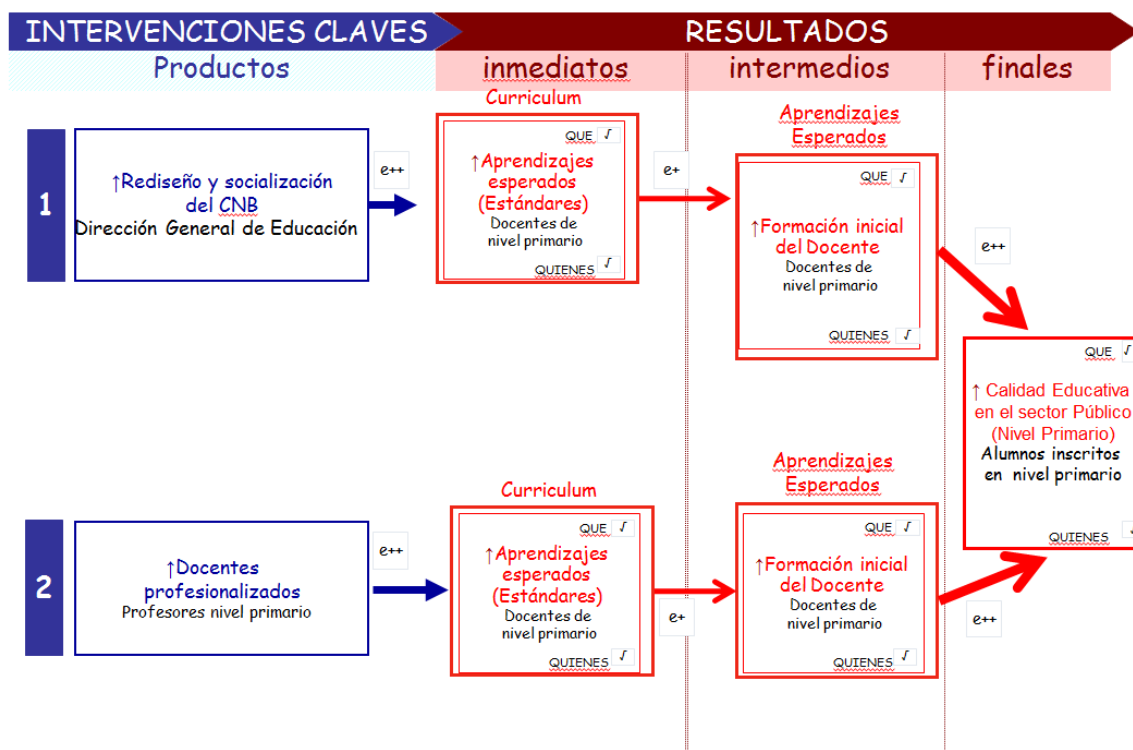 INTERVENCIONES CLAVES
RESULTADOS
Productos
inmediatos
intermedios
finales
1
↑Rediseño y socialización
del CNB
Dirección General de Educación
e++
Curriculum
QUE √
↑Aprendizajes
esperados
(Estándares)
Docentes de
nivel primario
QUIENES √
e+
Aprendizajes
Esperados
QUE √
↑Formación inicial
del Docente
Docentes de
nivel primario
QUIENES √
e++
QUE √
↑ Calidad Educativa
en el sector Público
(Nivel Primario)
Alumnos inscritos
en nivel primario
QUIENES √
2
↑Docentes
profesionalizados
Profesores nivel primario
e++
Curriculum
QUE √
↑Aprendizajes
esperados
(Estándares)
Docentes de
nivel primario
QUIENES √
e+
Aprendizajes
Esperados
QUE √
↑Formación inicial
del Docente
Docentes de
nivel primario
QUIENES √
e++